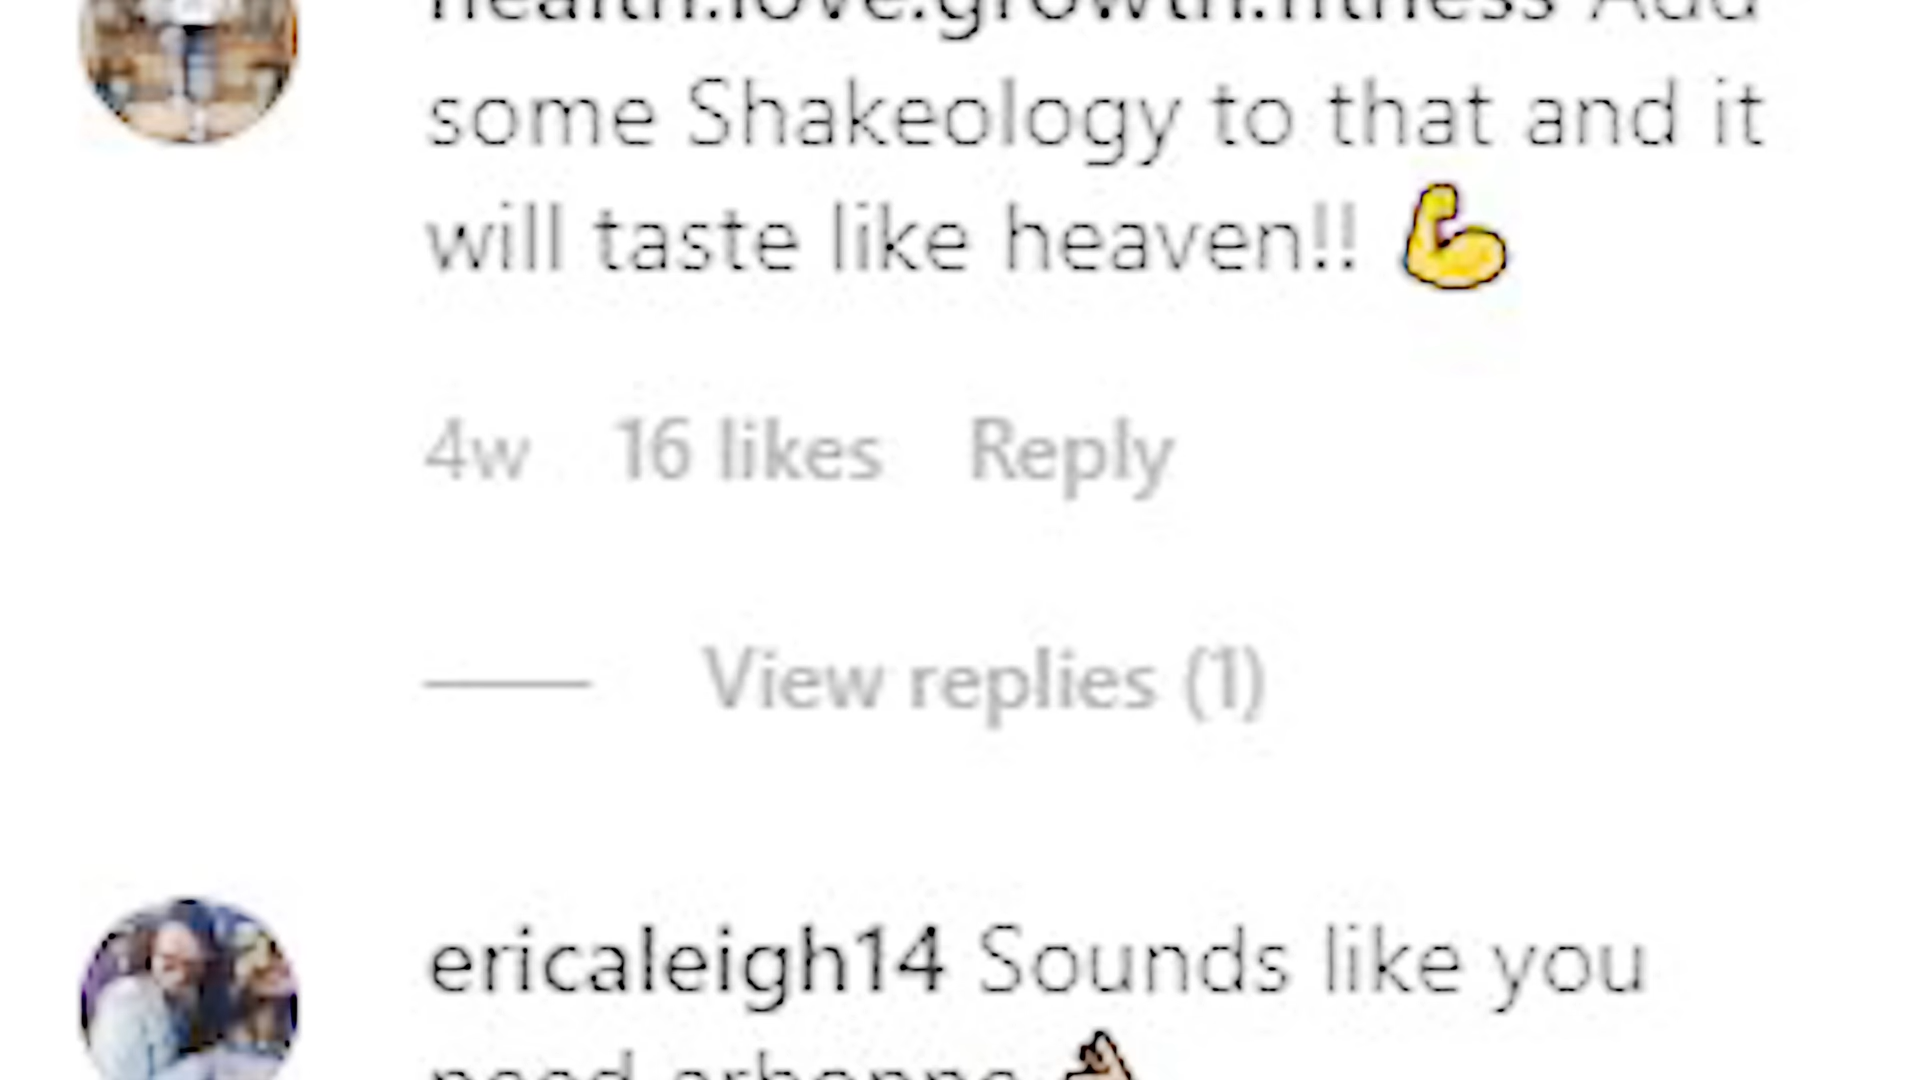 health.love.growth.fitness Add
some Shakeology to that and it
will taste like heaven!! 💪
4w 16 likes Reply
View replies (1)
ericaleigh14 Sounds like you
need arbonne